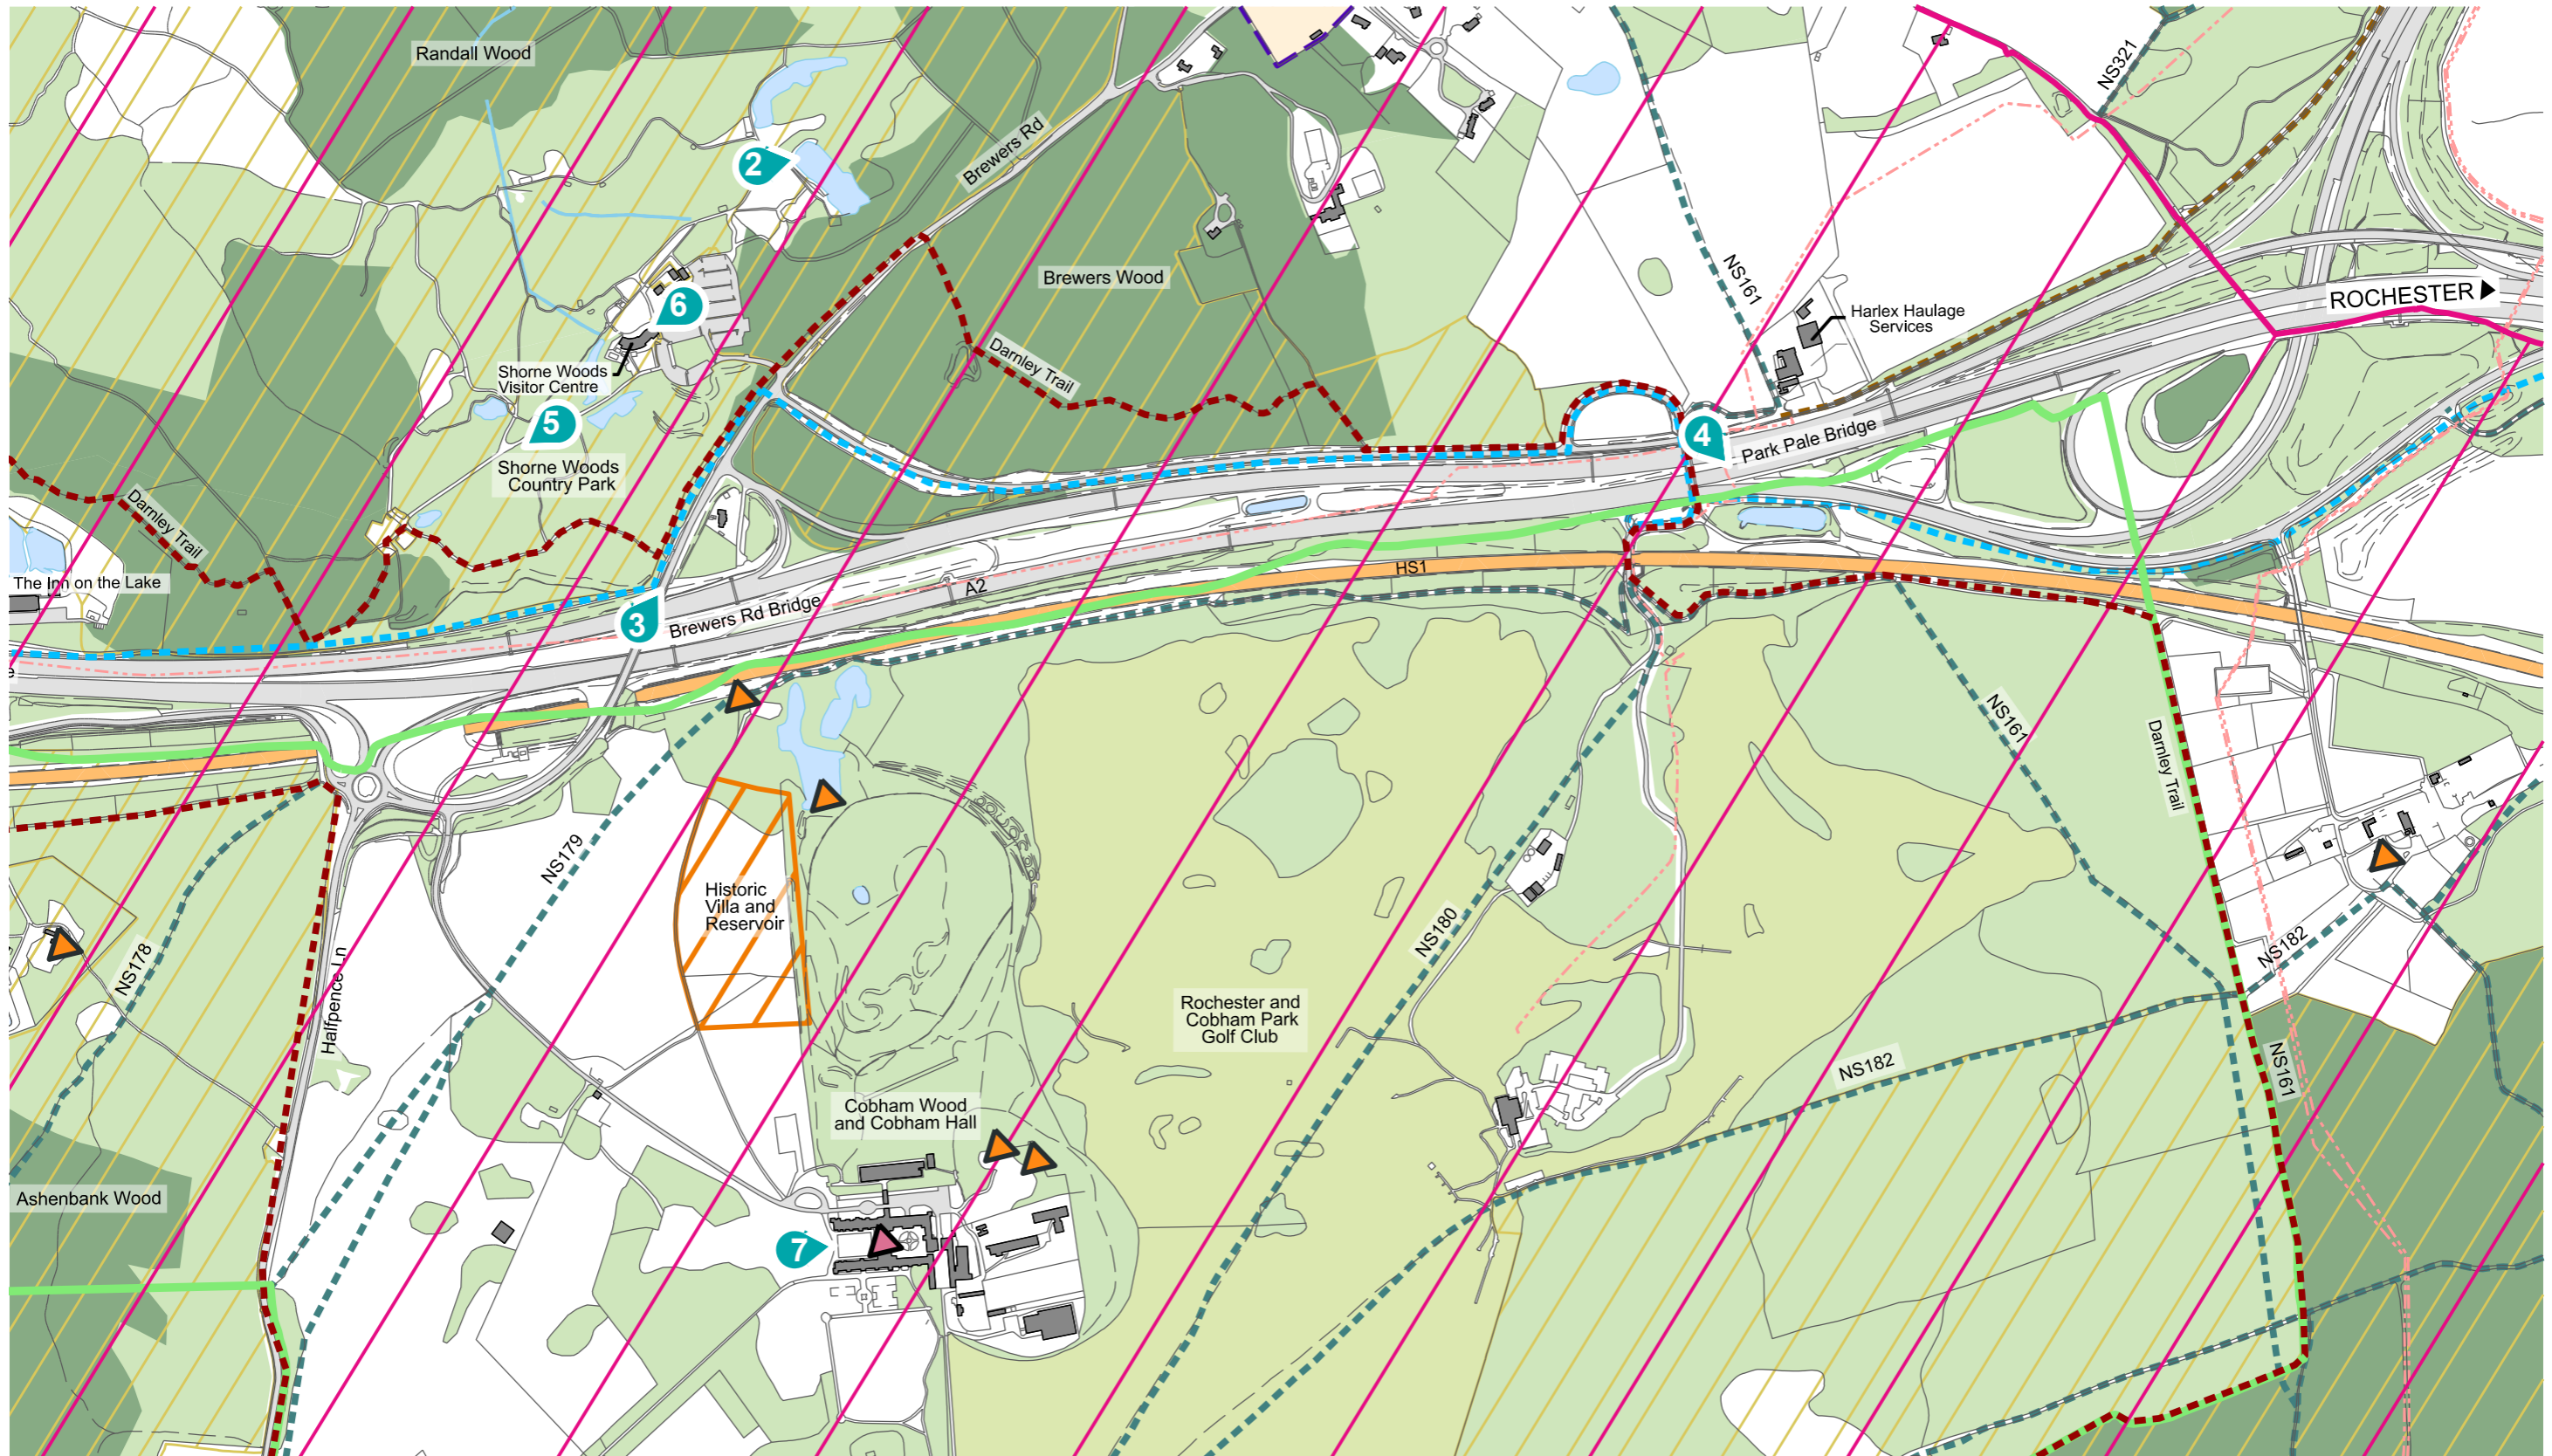 Randall Wood
NS321
2
Brewers Rd
NS161
Brewers Wood
ROCHESTER
6
Harlex Haulage
Services
Darnley Trail
Shorne Woods
Visitor Centre
5
4
Park Pale Bridge
Shorne Woods
Country Park
Darnley Trail
The Inn on the Lake
HS1
A2
3
Brewers Rd Bridge
e
NS161
Darnley Trail
NS179
Historic
Villa and
Reservoir
NS178
NS180
NS182
Halfpence Ln
Rochester and
Cobham Park
Golf Club
NS182
NS161
Cobham Wood
and Cobham Hall
Ashenbank Wood
7